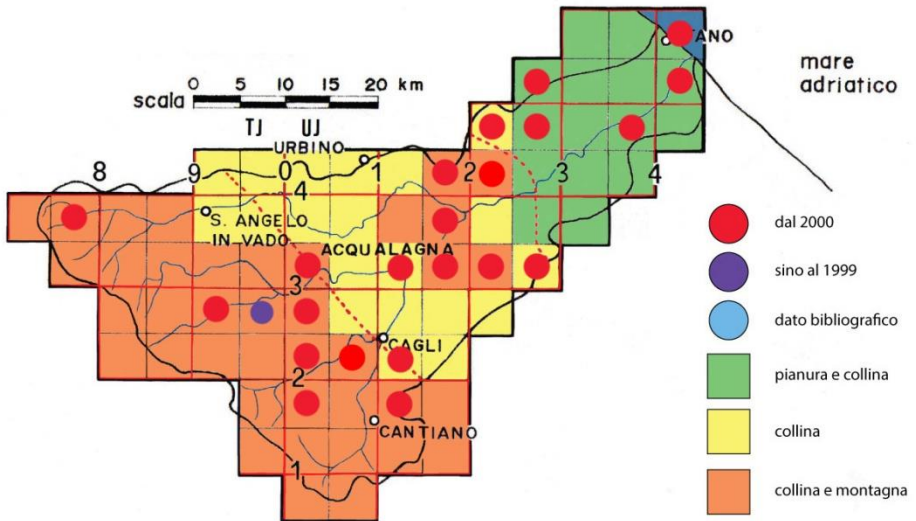 FANO
mare
adriatico
0 5 10 15 20 km
scala
TJ UJ
URBINO
8 9 0 1 2 3 4
4
S. ANGELO
IN VADO
ACQUALAGNA
3
CAGLI
2
CANTIANO
1
dal 2000
sino al 1999
dato bibliografico
pianura e collina
collina
collina e montagna